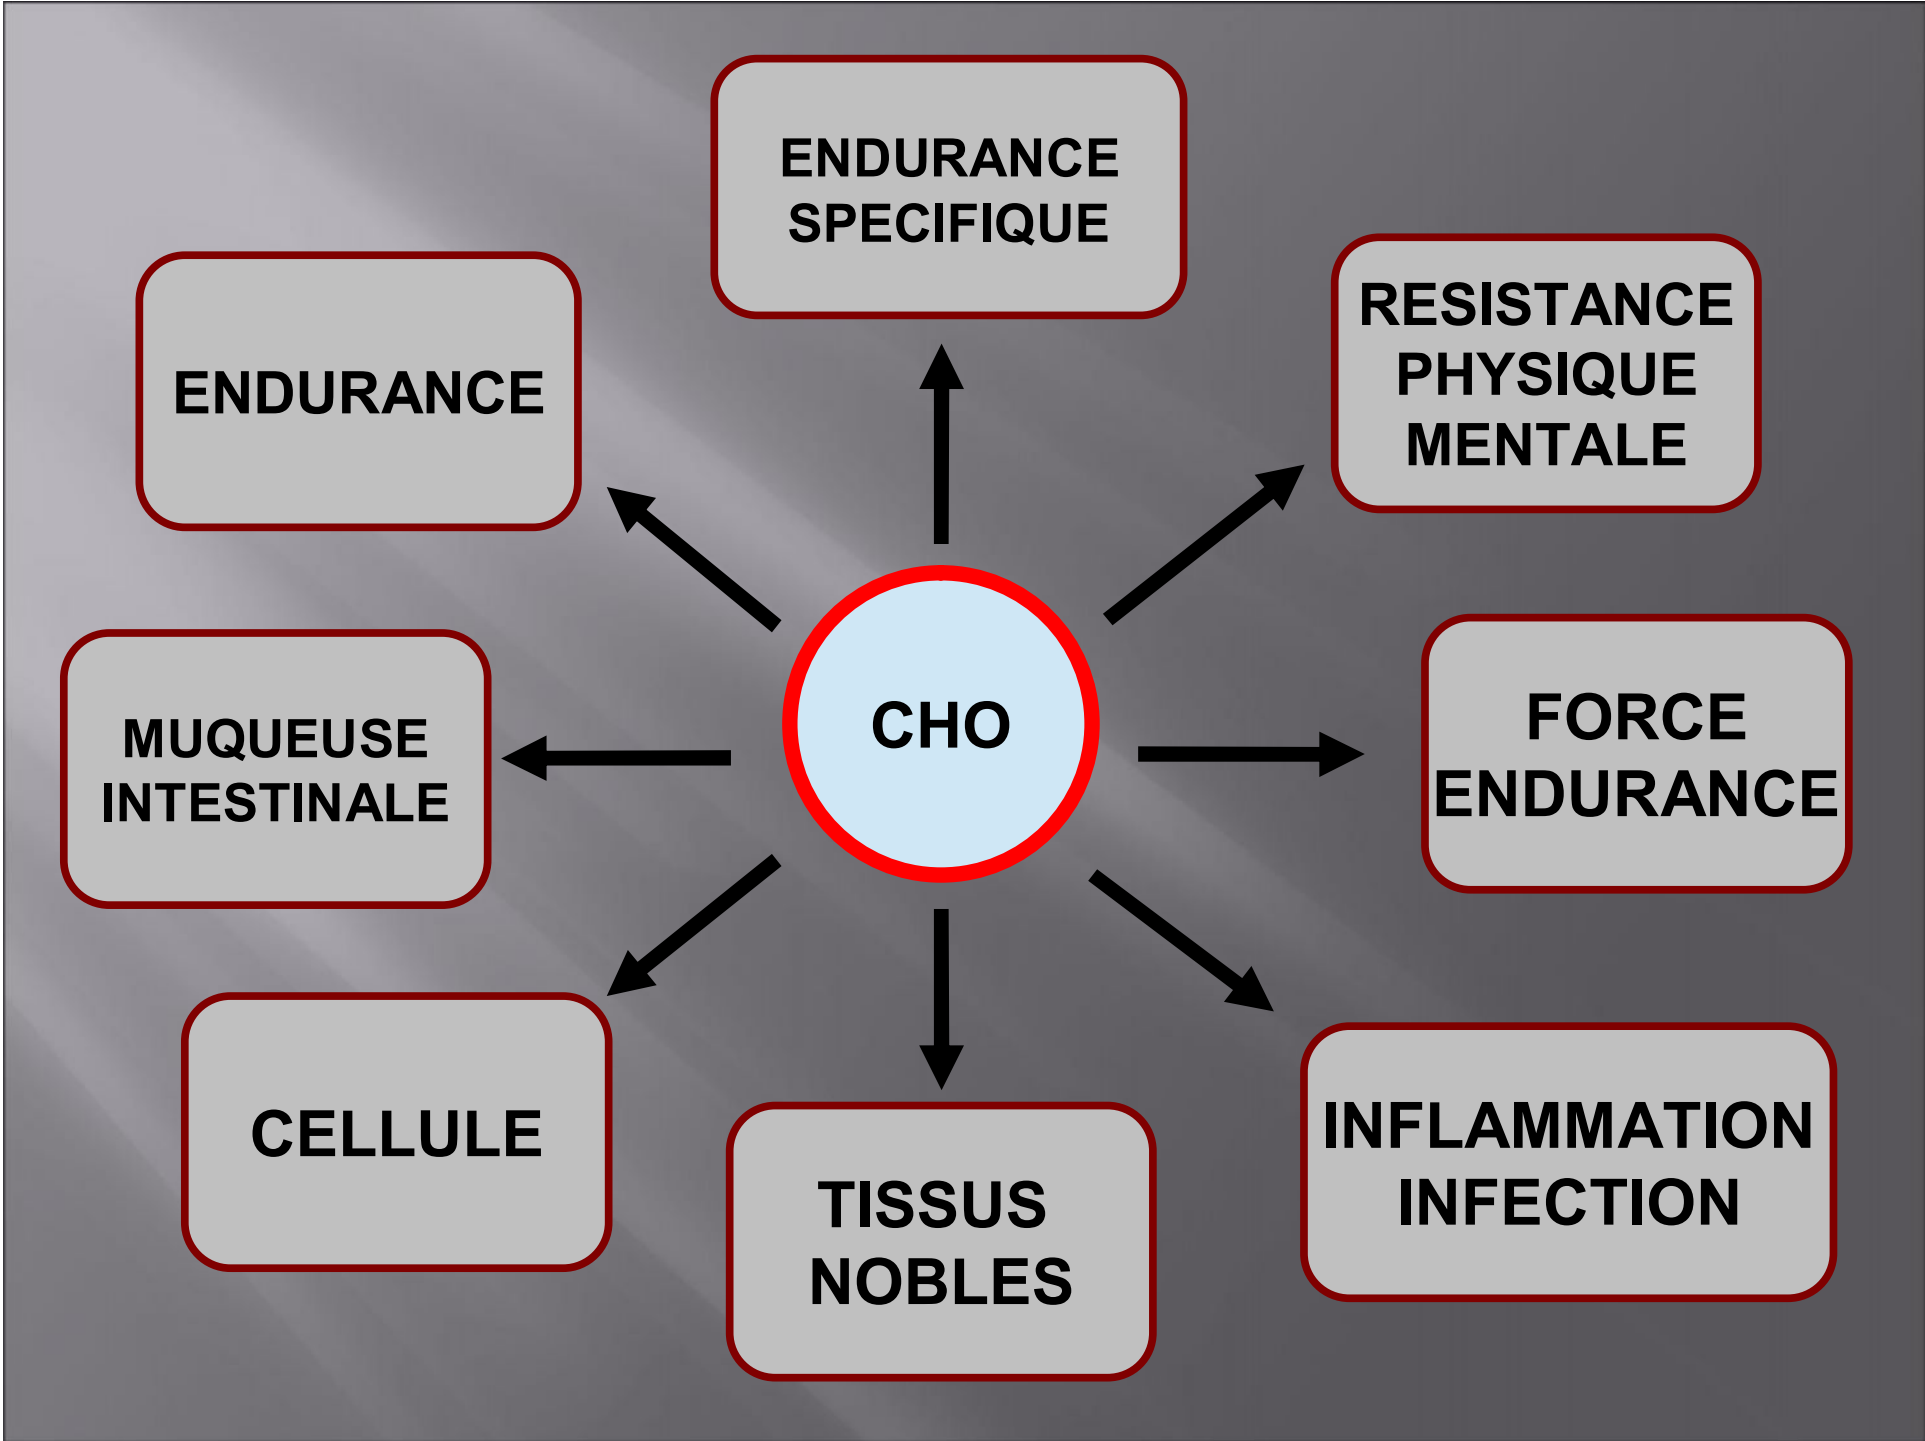 ENDURANCE
SPECIFIQUE
RESISTANCE
PHYSIQUE
MENTALE
ENDURANCE
CHO
FORCE
ENDURANCE
MUQUEUSE
INTESTINALE
CELLULE
TISSUS
NOBLES
INFLAMMATION
INFECTION